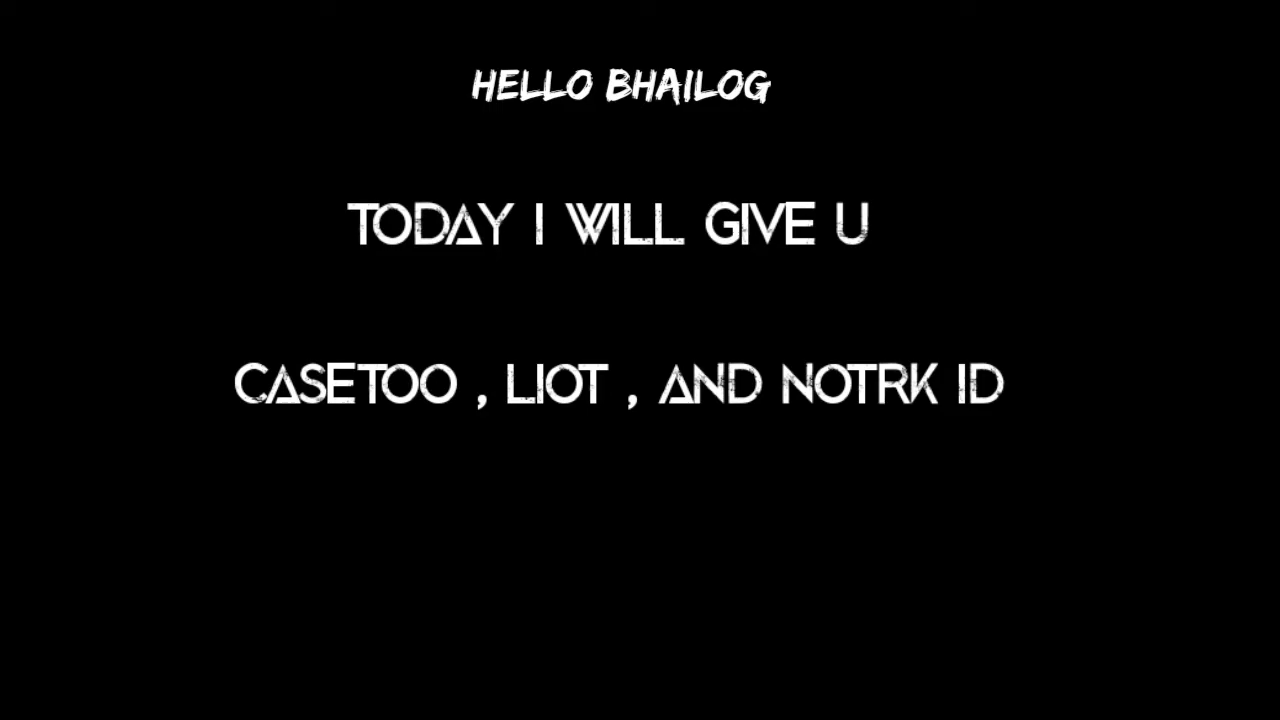 HELLO BHAILOG
TODAY I WILL GIVE U
CASETOO , LIOT , AND NOTRK ID